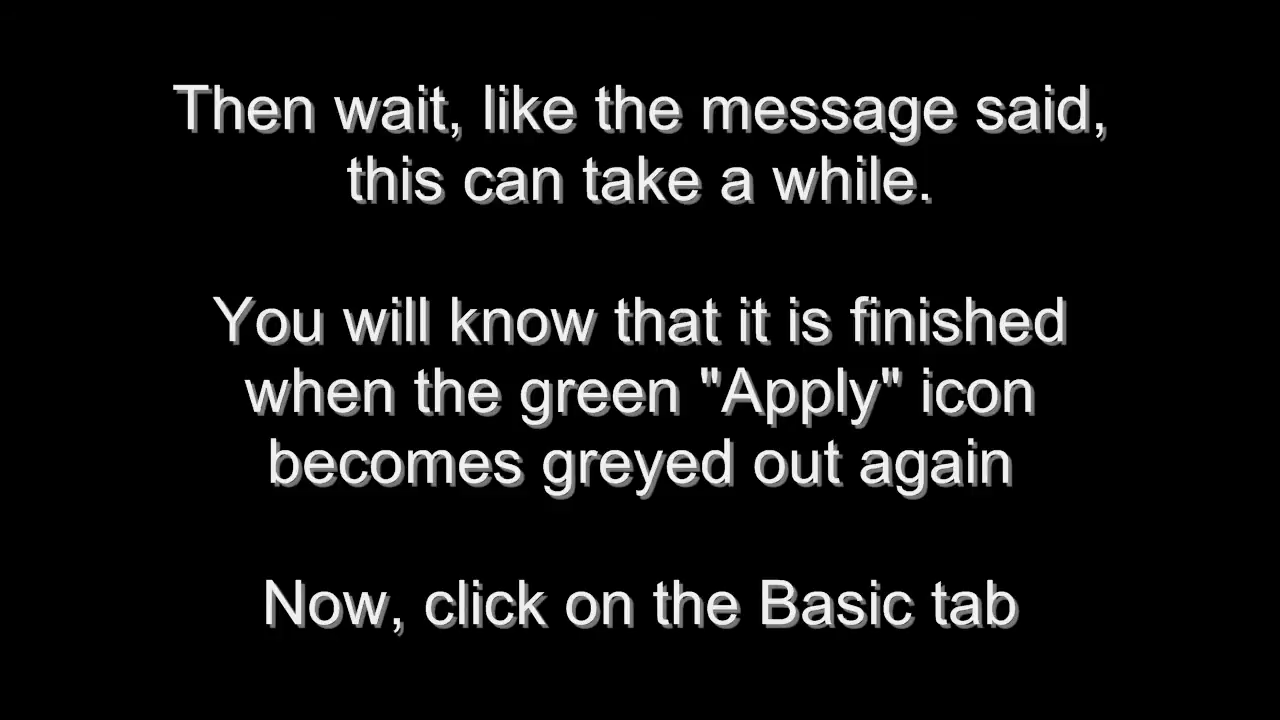 Then wait, like the message said,
this can take a while.
You will know that it is finished
when the green "Apply" icon
becomes greyed out again
Now, click on the Basic tab